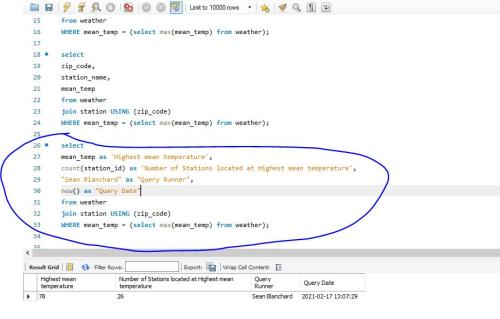 Limit to 10000 rows
15 from weather
16 WHERE mean_temp = (select max(mean_temp) from weather);
17
18 select
19 zip_code,
20 station_name,
21 mean_temp
22 from weather
23 join station USING (zip_code)
24 WHERE mean_temp = (select max(mean_temp) from weather);
25
26 select
27 mean_temp as 'Highest mean temperature',
28 count(station_id) as 'Number of Stations located at Highest mean temperature',
29 "Sean Blanchard" as "Query Runner",
30 now() as "Query Date"
31 from weather
32 join station USING (zip_code)
33 WHERE mean_temp = (select max(mean_temp) from weather);
34
35
Result Grid Filter Rows: Export: Wrap Cell Content:
Highest mean temperature Number of Stations located at Highest mean temperature Query Runner Query Date
78 26 Sean Blanchard 2021-02-17 13:07:29